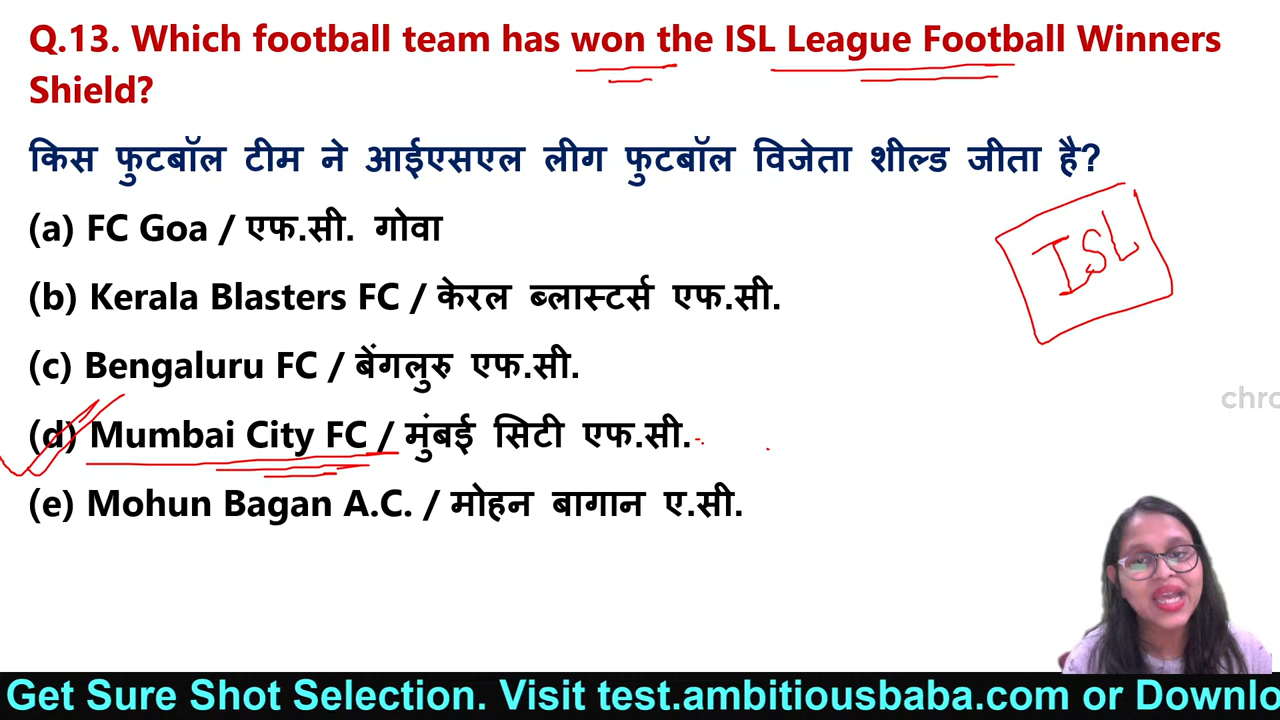 Q.13. Which football team has won the ISL League Football Winners
Shield?
किस फुटबॉल टीम ने आईएसएल लीग फुटबॉल विजेता शील्ड जीता है?
(a) FC Goa / एफ.सी. गोवा
ISL
(b) Kerala Blasters FC / केरल ब्लास्टर्स एफ.सी.
(c) Bengaluru FC / बेंगलुरु एफ.सी.
chro
(d) Mumbai City FC / मुंबई सिटी एफ.सी.
(e) Mohun Bagan A.C. / मोहन बागान ए.सी.
Get Sure Shot Selection. Visit test.ambitiousbaba.com or Downlo